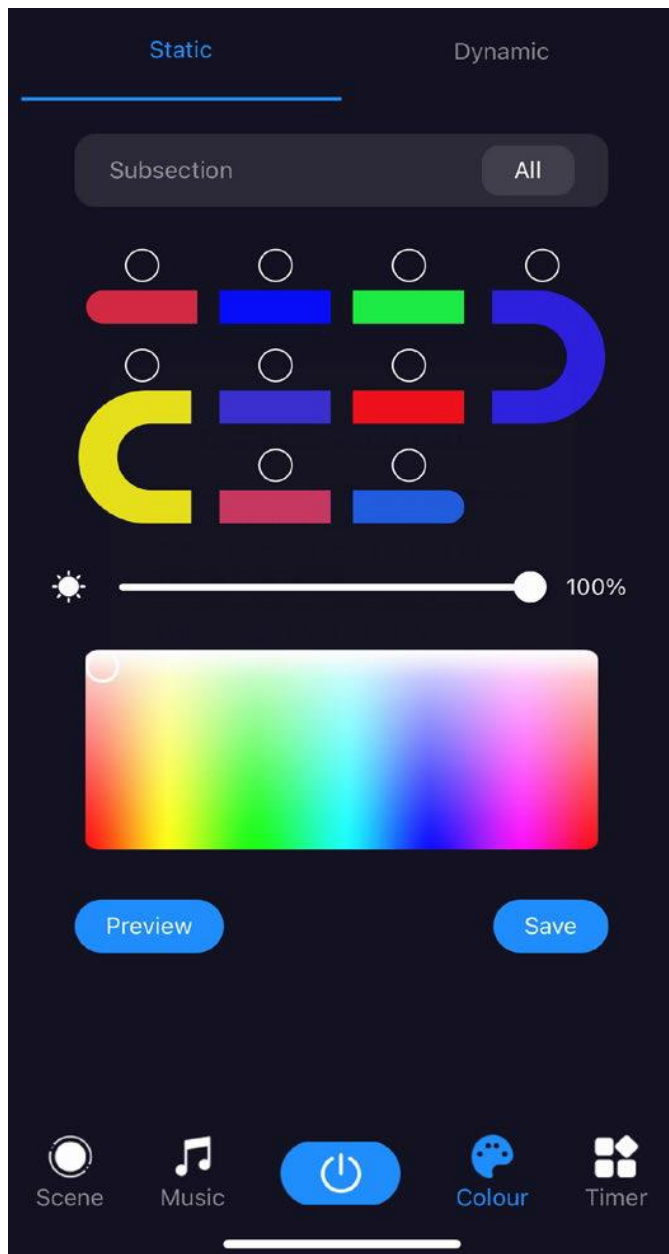 Static Dynamic
Subsection All
100%
Preview Save
Scene Music Colour Timer